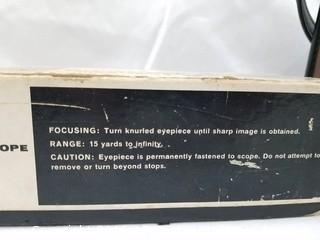 OPE
FOCUSING: Turn knurled eyepiece until sharp image is obtained.
RANGE: 15 yards to infinity.
CAUTION: Eyepiece is permanently fastened to scope. Do not attempt to
remove or turn beyond stops.